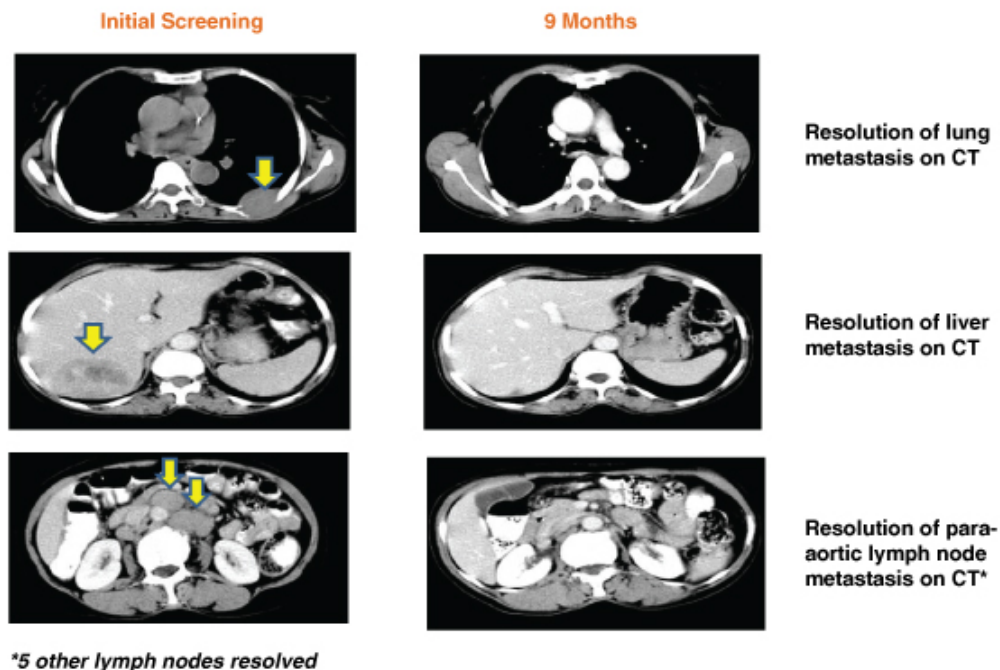 Initial Screening
9 Months
Resolution of lung
metastasis on CT
Resolution of liver
metastasis on CT
Resolution of para-
aortic lymph node
metastasis on CT*
*5 other lymph nodes resolved